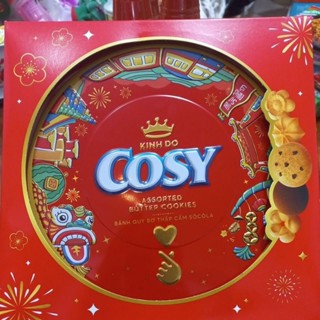 KINH DO
COSY
ASSORTED
BUTTER COOKIES
BÁNH QUY BƠ THẬP CẨM SÔCÔLA